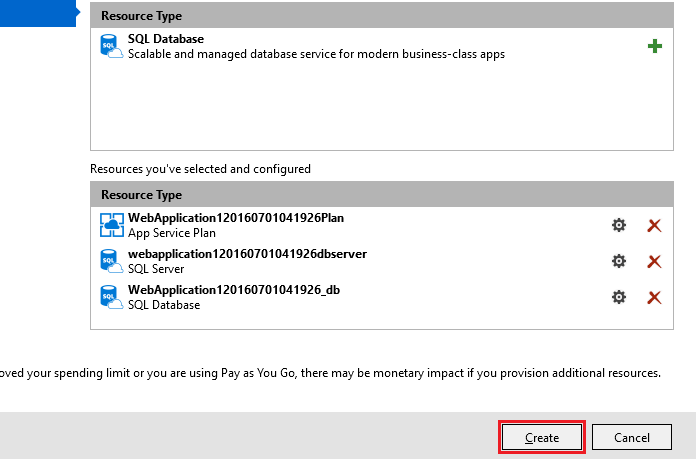 Resource Type
SQL Database
Scalable and managed database service for modern business-class apps
Resources you've selected and configured
Resource Type
WebApplication120160701041926Plan
App Service Plan
webapplication120160701041926dbserver
SQL Server
WebApplication120160701041926_db
SQL Database
your spending limit or you are using Pay as You Go, there may be monetary impact if you provision additional resources.
Create
Cancel